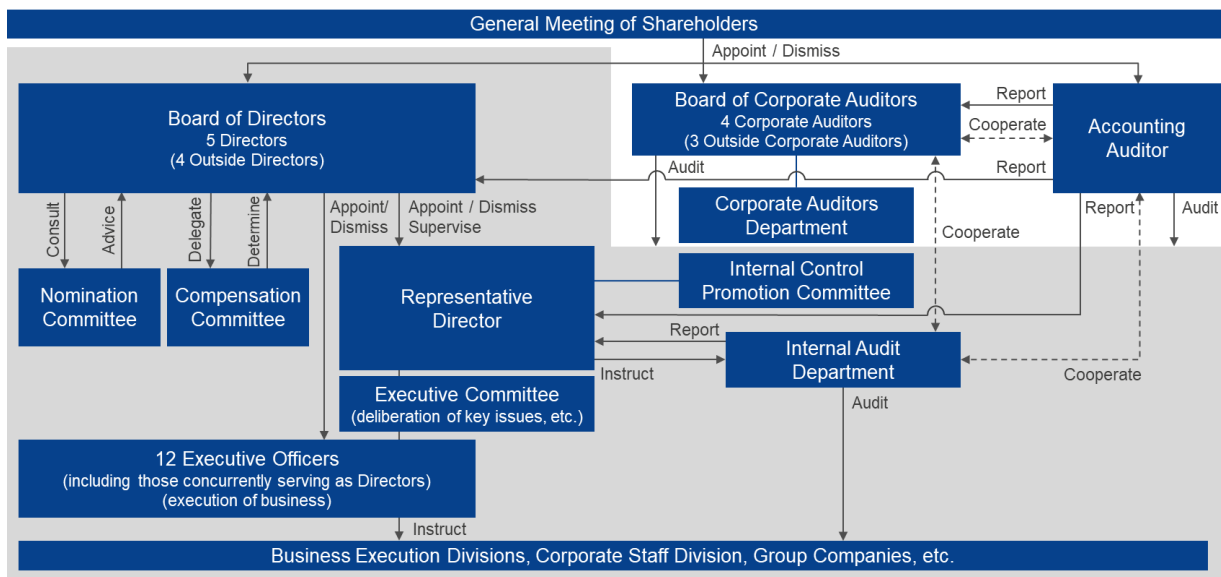 General Meeting of Shareholders
Appoint / Dismiss
Board of Directors
5 Directors
(4 Outside Directors)
Board of Corporate Auditors
4 Corporate Auditors
(3 Outside Corporate Auditors)
Report
Cooperate
Report
Accounting
Auditor
Audit
Corporate Auditors
Department
Consult
Advice
Delegate
Determine
Appoint/
Dismiss
Appoint / Dismiss
Supervise
Cooperate
Report
Audit
Nomination
Committee
Compensation
Committee
Representative
Director
Internal Control
Promotion Committee
Report
Instruct
Internal Audit
Department
Cooperate
Executive Committee
(deliberation of key issues, etc.)
Audit
12 Executive Officers
(including those concurrently serving as Directors)
(execution of business)
Instruct
Business Execution Divisions, Corporate Staff Division, Group Companies, etc.